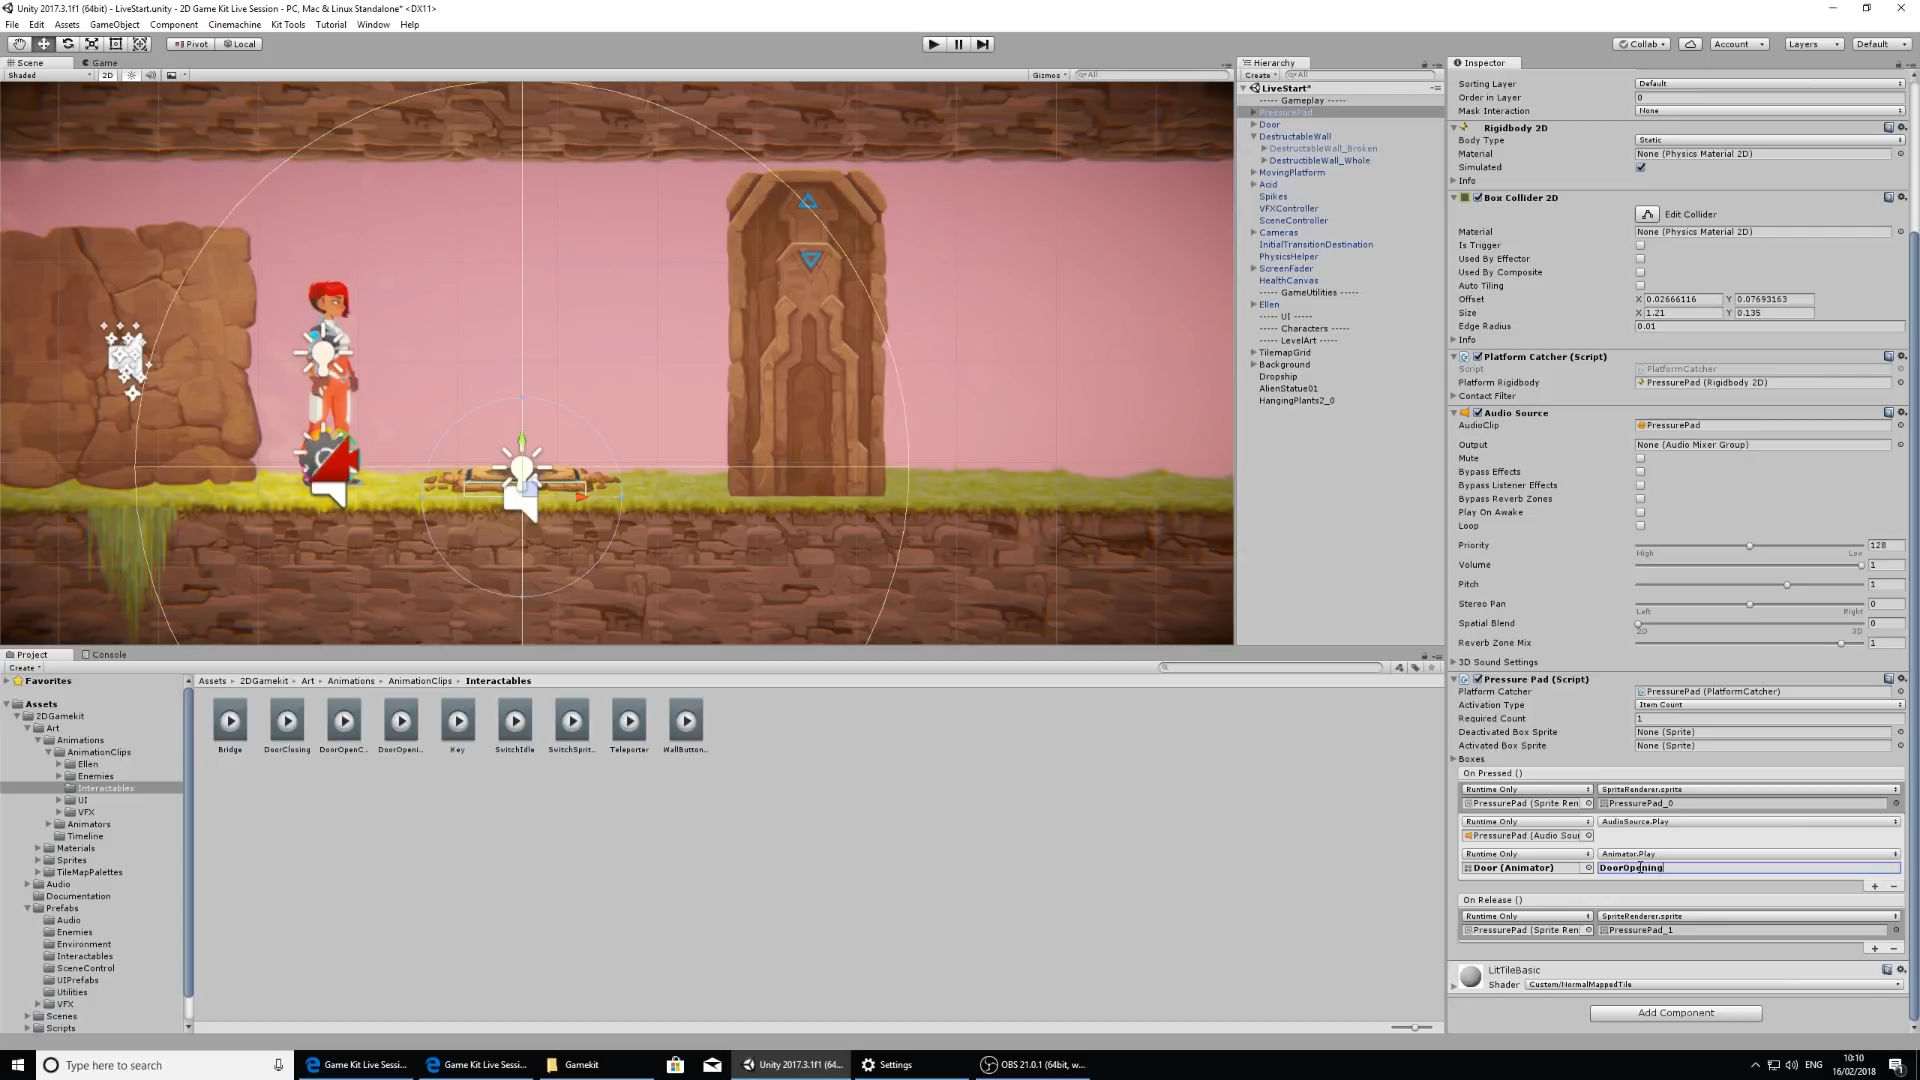 Unity 2017.3.1f1 (64bit) - LiveStart.unity - 2D Game Kit Live Session - PC, Mac & Linux Standalone* <DX11>
File Edit Assets GameObject Component Cinemachine Kit Tools Tutorial Window Help
Pivot Local
Collab Account Layers Default
Scene Game
Shaded 2D Gizmos All
Hierarchy
Create All
LiveStart*
----- Gameplay -----
PressurePad
Door
DestructableWall
DestructableWall_Broken
DestructibleWall_Whole
MovingPlatform
Acid
Spikes
VFXController
SceneController
Cameras
InitialTransitionDestination
PhysicsHelper
ScreenFader
HealthCanvas
----- GameUtilities -----
Ellen
----- UI -----
----- Characters -----
----- LevelArt -----
TilemapGrid
Background
Dropship
AlienStatue01
HangingPlants2_0
Inspector
Sorting Layer Default
Order in Layer 0
Mask Interaction None
Rigidbody 2D
Body Type Static
Material None (Physics Material 2D)
Simulated
Info
Box Collider 2D
Edit Collider
Material None (Physics Material 2D)
Is Trigger
Used By Effector
Used By Composite
Auto Tiling
Offset X 0.02666116 Y 0.07693163
Size X 1.21 Y 0.135
Edge Radius 0.01
Info
Platform Catcher (Script)
Script PlatformCatcher
Platform Rigidbody PressurePad (Rigidbody 2D)
Contact Filter
Audio Source
AudioClip PressurePad
Output None (Audio Mixer Group)
Mute
Bypass Effects
Bypass Listener Effects
Bypass Reverb Zones
Play On Awake
Loop
Priority 128
High Low
Volume 1
Pitch 1
Stereo Pan 0
Left Right
Spatial Blend 0
2D 3D
Reverb Zone Mix 1
3D Sound Settings
Pressure Pad (Script)
Platform Catcher PressurePad (PlatformCatcher)
Activation Type Item Count
Required Count 1
Deactivated Box Sprite None (Sprite)
Activated Box Sprite None (Sprite)
Boxes
On Pressed ()
Runtime Only SpriteRenderer.sprite
PressurePad (Sprite Ren PressurePad_0
Runtime Only AudioSource.Play
PressurePad (Audio Sour
Runtime Only Animator.Play
Door (Animator) DoorOpening
+ -
On Release ()
Runtime Only SpriteRenderer.sprite
PressurePad (Sprite Ren PressurePad_1
+ -
LitTileBasic
Shader Custom/NormalMappedTile
Add Component
Project Console
Create
Favorites
Assets
2DGamekit
Art
Animations
AnimationClips
Ellen
Enemies
Interactables
UI
VFX
Animators
Timeline
Materials
Sprites
TileMapPalettes
Audio
Documentation
Prefabs
Audio
Enemies
Environment
Interactables
SceneControl
UIPrefabs
Utilities
VFX
Scenes
Scripts
Assets 2DGamekit Art Animations AnimationClips Interactables
Bridge DoorClosing DoorOpenC... DoorOpeni... Key SwitchIdle SwitchSprit... Teleporter WallButton...
Type here to search
Game Kit Live Sessi... Game Kit Live Sessi... Gamekit Unity 2017.3.1f1 (64... Settings OBS 21.0.1 (64bit, w...
ENG 10:10
16/02/2018
1